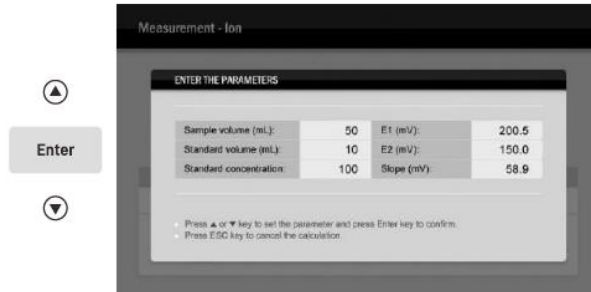 Measurement - Ion
ENTER THE PARAMETERS
Sample volume (mL): 50 E1 (mV): 200.5
Enter
Standard volume (mL): 10 E2 (mV): 150.0
Standard concentration: 100 Slope (mV): 58.9
Press ▲ or ▼ key to set the parameter and press Enter key to confirm.
Press ESC key to cancel the calculation.